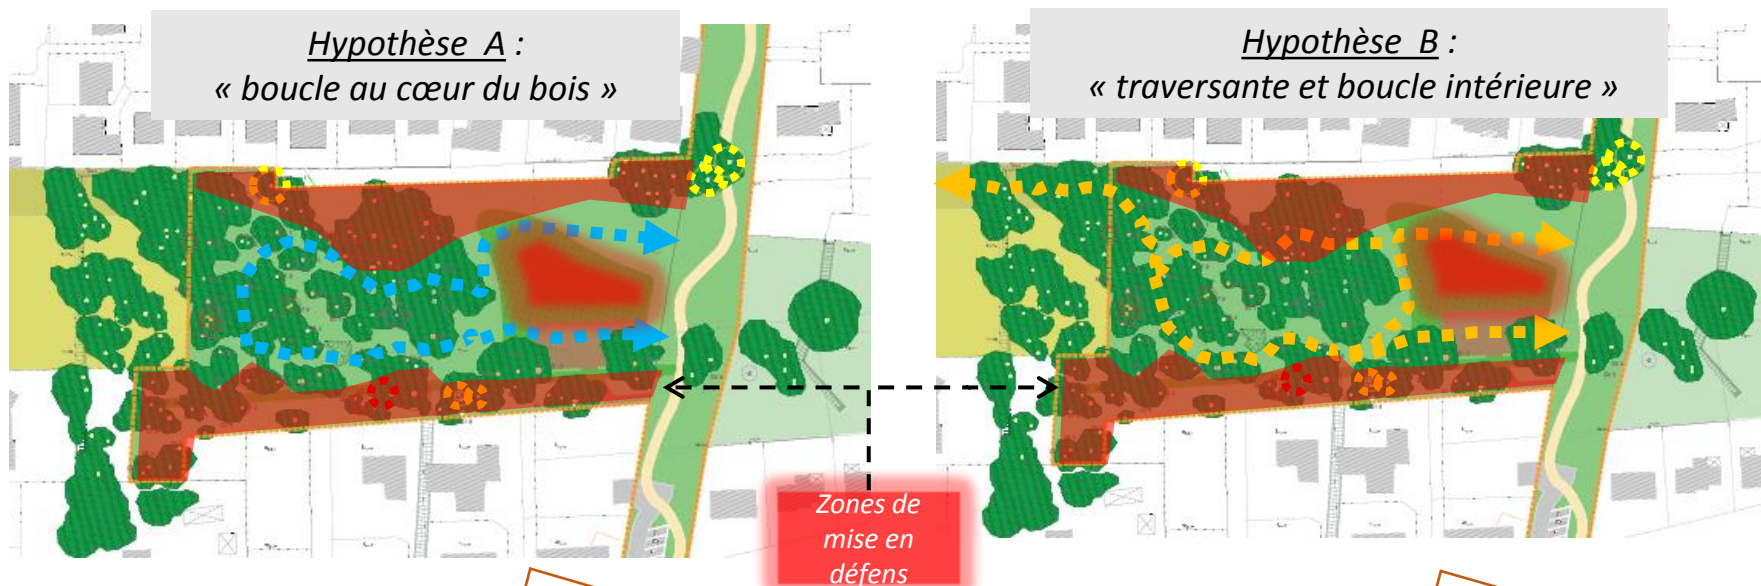 Hypothèse A :
« boucle au cœur du bois »
Hypothèse B :
« traversante et boucle intérieure »
Zones de
mise en
défens